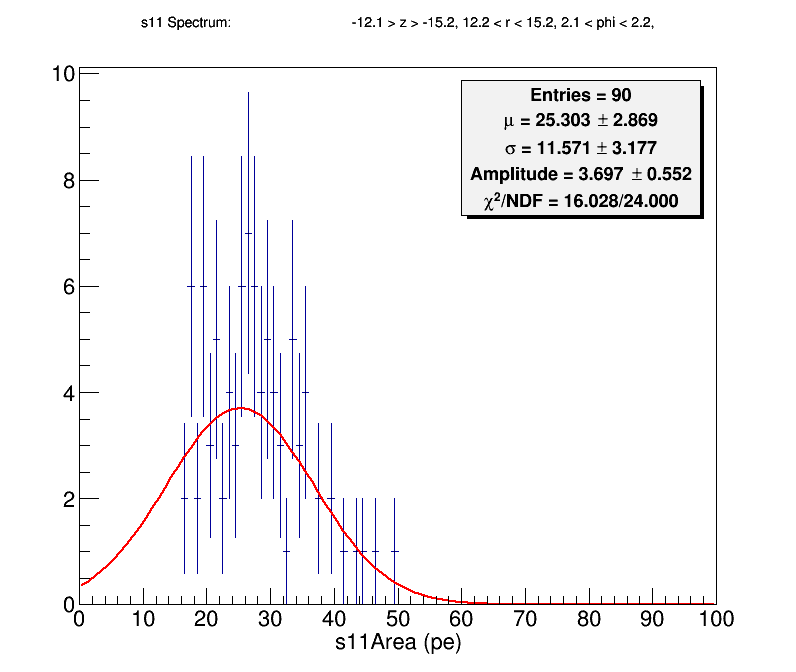 s11 Spectrum: -12.1 > z > -15.2, 12.2 < r < 15.2, 2.1 < phi < 2.2,
10
8
6
4
2
0
Entries = 90
μ = 25.303 ± 2.869
σ = 11.571 ± 3.177
Amplitude = 3.697 ± 0.552
χ²/NDF = 16.028/24.000
0 10 20 30 40 50 60 70 80 90 100
s11Area (pe)